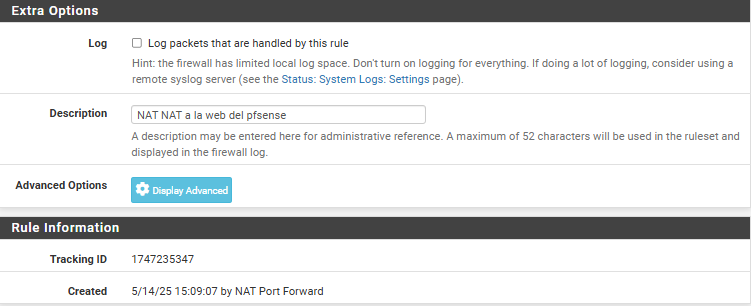 Extra Options
Log
Log packets that are handled by this rule
Hint: the firewall has limited local log space. Don't turn on logging for everything. If doing a lot of logging, consider using a
remote syslog server (see the Status: System Logs: Settings page).
Description
NAT NAT a la web del pfsense
A description may be entered here for administrative reference. A maximum of 52 characters will be used in the ruleset and
displayed in the firewall log.
Advanced Options
Display Advanced
Rule Information
Tracking ID
1747235347
Created
5/14/25 15:09:07 by NAT Port Forward